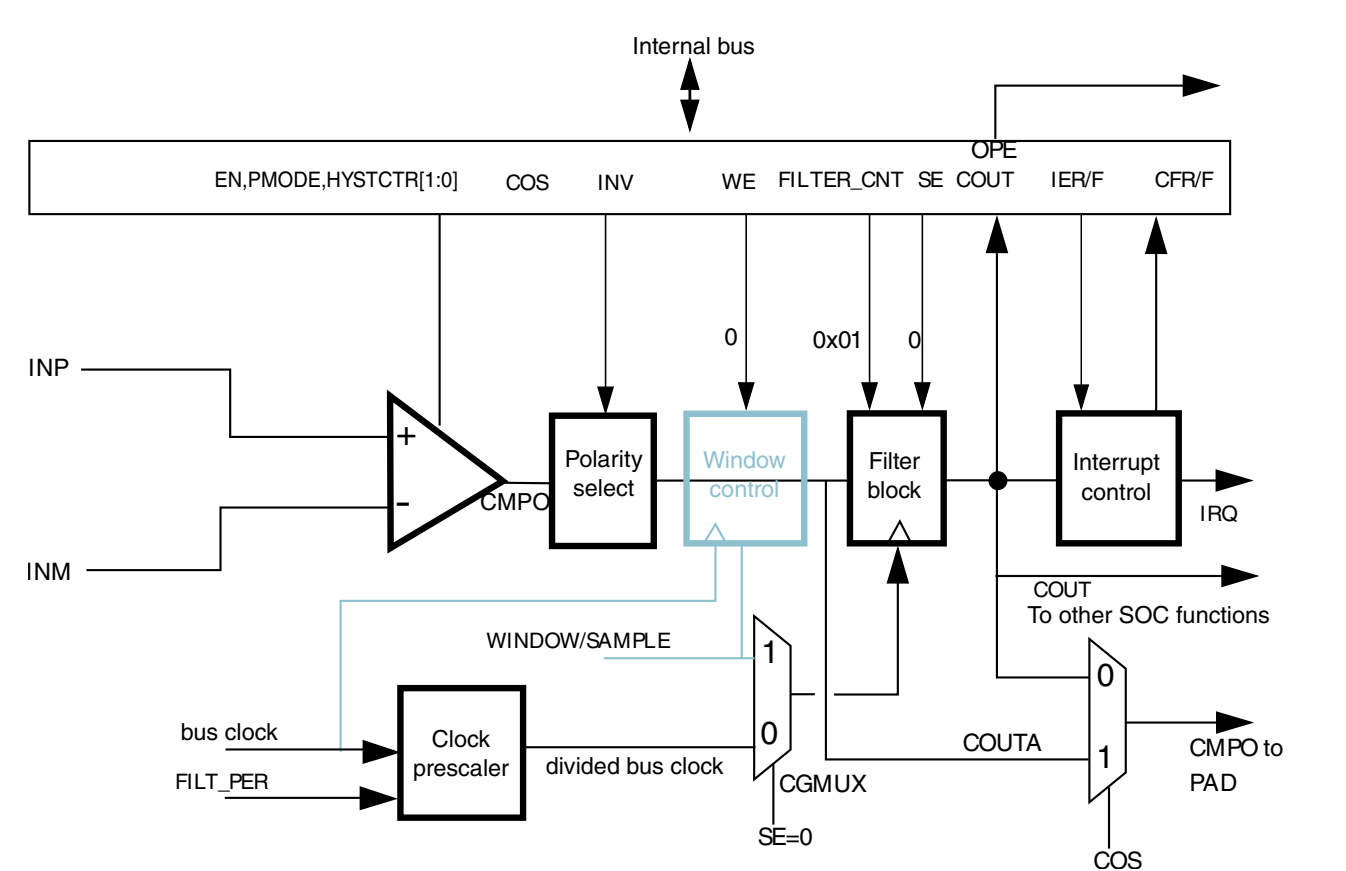 Internal bus
OPE
EN,PMODE,HYSTCTR[1:0] COS INV WE FILTER_CNT SE COUT IER/F CFR/F
0 0x01 0
INP
+
-
INM
CMPO
Polarity
select
Window
control
Filter
block
Interrupt
control
IRQ
COUT
To other SOC functions
WINDOW/SAMPLE
1
0
bus clock
FILT_PER
Clock
prescaler
divided bus clock
CGMUX
SE=0
COUTA
0
1
CMPO to
PAD
COS